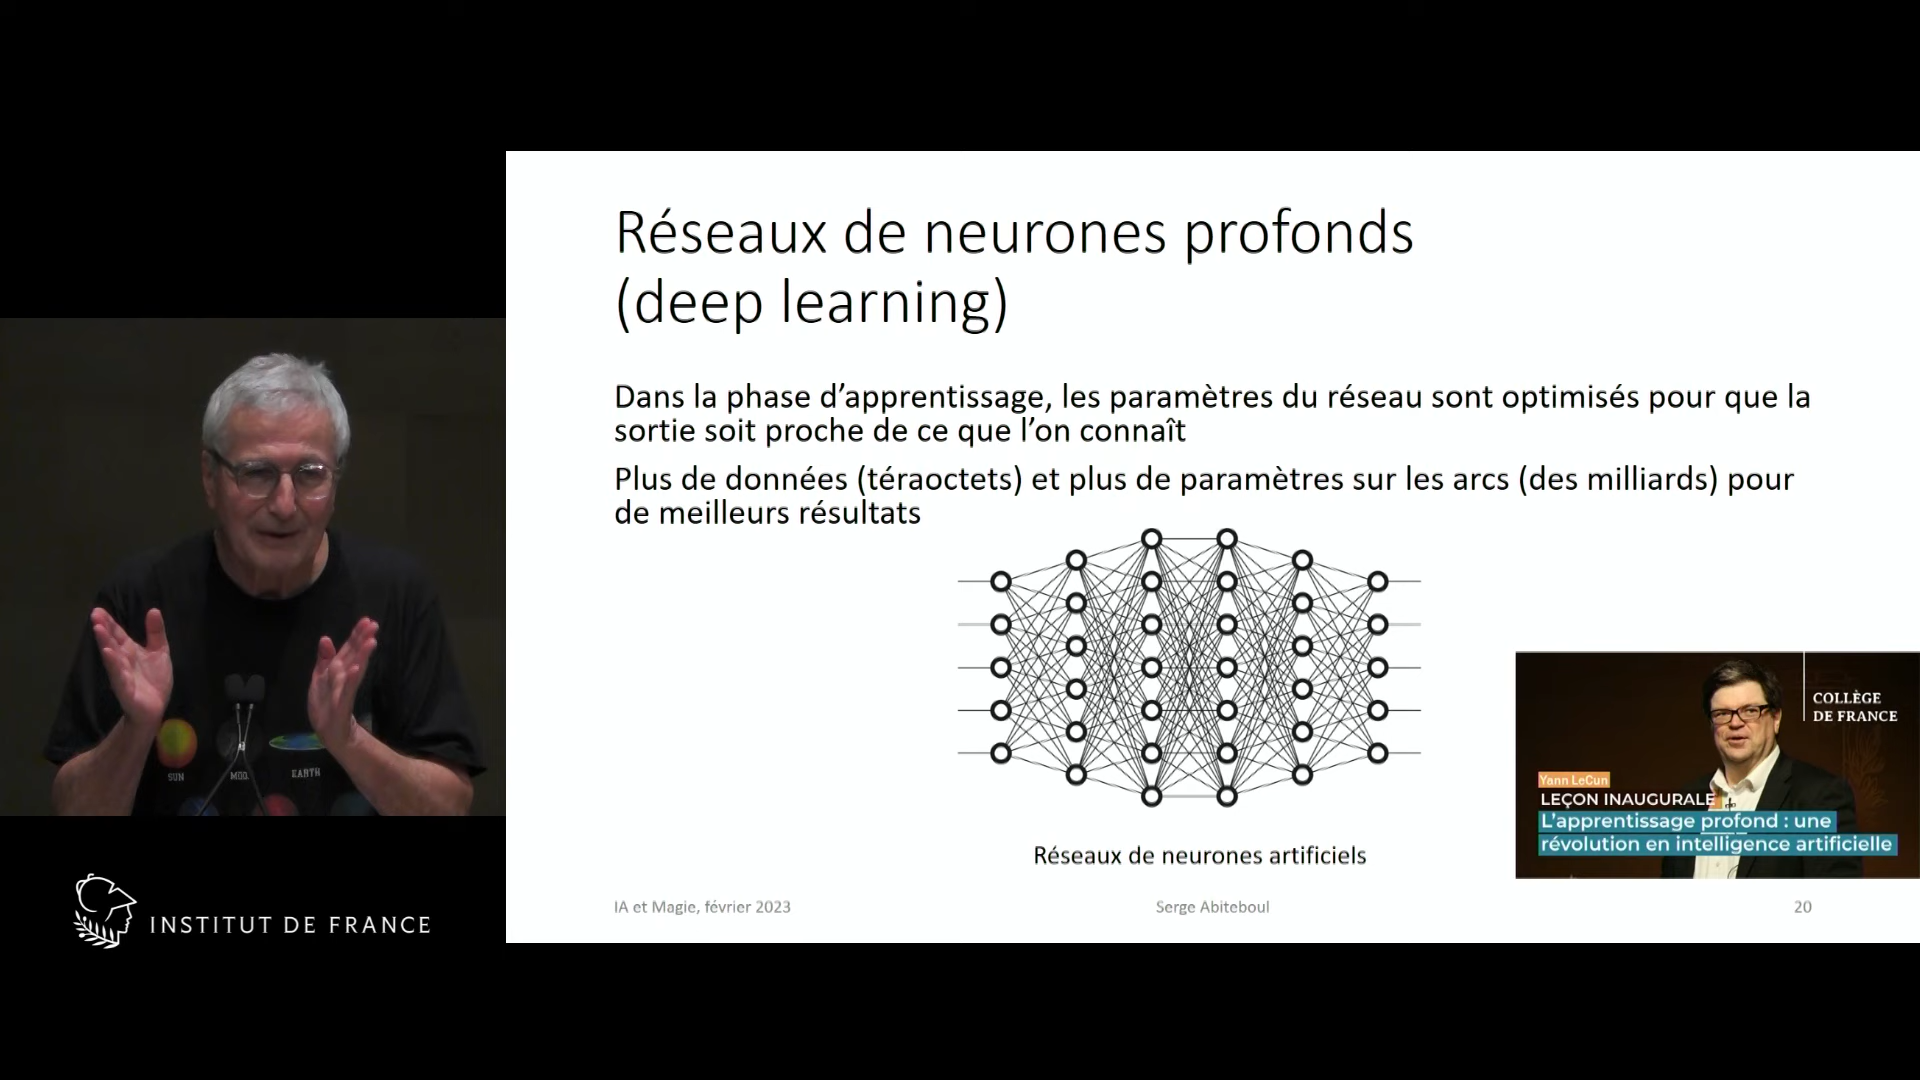 Réseaux de neurones profonds
(deep learning)
Dans la phase d’apprentissage, les paramètres du réseau sont optimisés pour que la
sortie soit proche de ce que l’on connaît
Plus de données (téraoctets) et plus de paramètres sur les arcs (des milliards) pour
de meilleurs résultats
Réseaux de neurones artificiels
COLLÈGE
DE FRANCE
Yann LeCun
LEÇON INAUGURALE
L’apprentissage profond : une
révolution en intelligence artificielle
IA et Magie, février 2023
Serge Abiteboul
20
SUN
MOO
EARTH
INSTITUT DE FRANCE